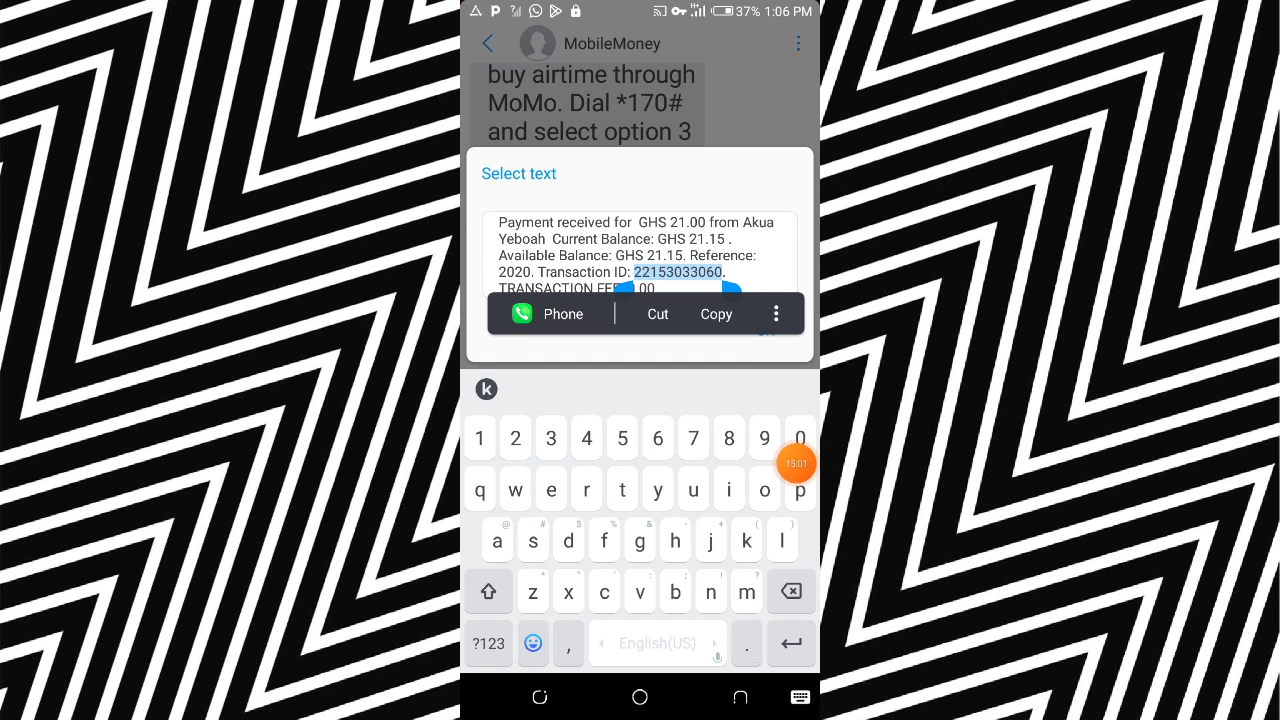 37% 1:06 PM
MobileMoney
buy airtime through
MoMo. Dial *170#
and select option 3
Select text
Payment received for GHS 21.00 from Akua
Yeboah Current Balance: GHS 21.15 .
Available Balance: GHS 21.15. Reference:
2020. Transaction ID: 22153033060.
TRANSACTION FEE .00
Phone Cut Copy
k
1 2 3 4 5 6 7 8 9 0
15:01
q w e r t y u i o p
@ # $ % & - + ( )
a s d f g h j k l
* " ' : ; ! ?
z x c v b n m
?123 , English(US) .